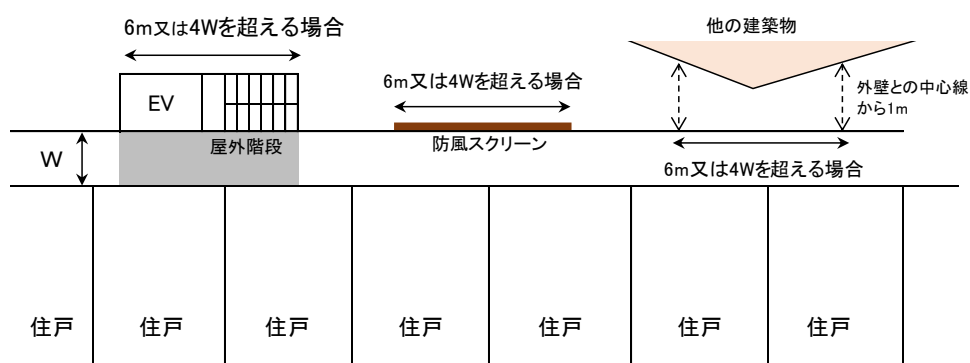 6m又は4Wを超える場合
他の建築物
6m又は4Wを超える場合
外壁との中心線
から1m
EV
屋外階段
防風スクリーン
W
6m又は4Wを超える場合
住戸
住戸
住戸
住戸
住戸
住戸
住戸